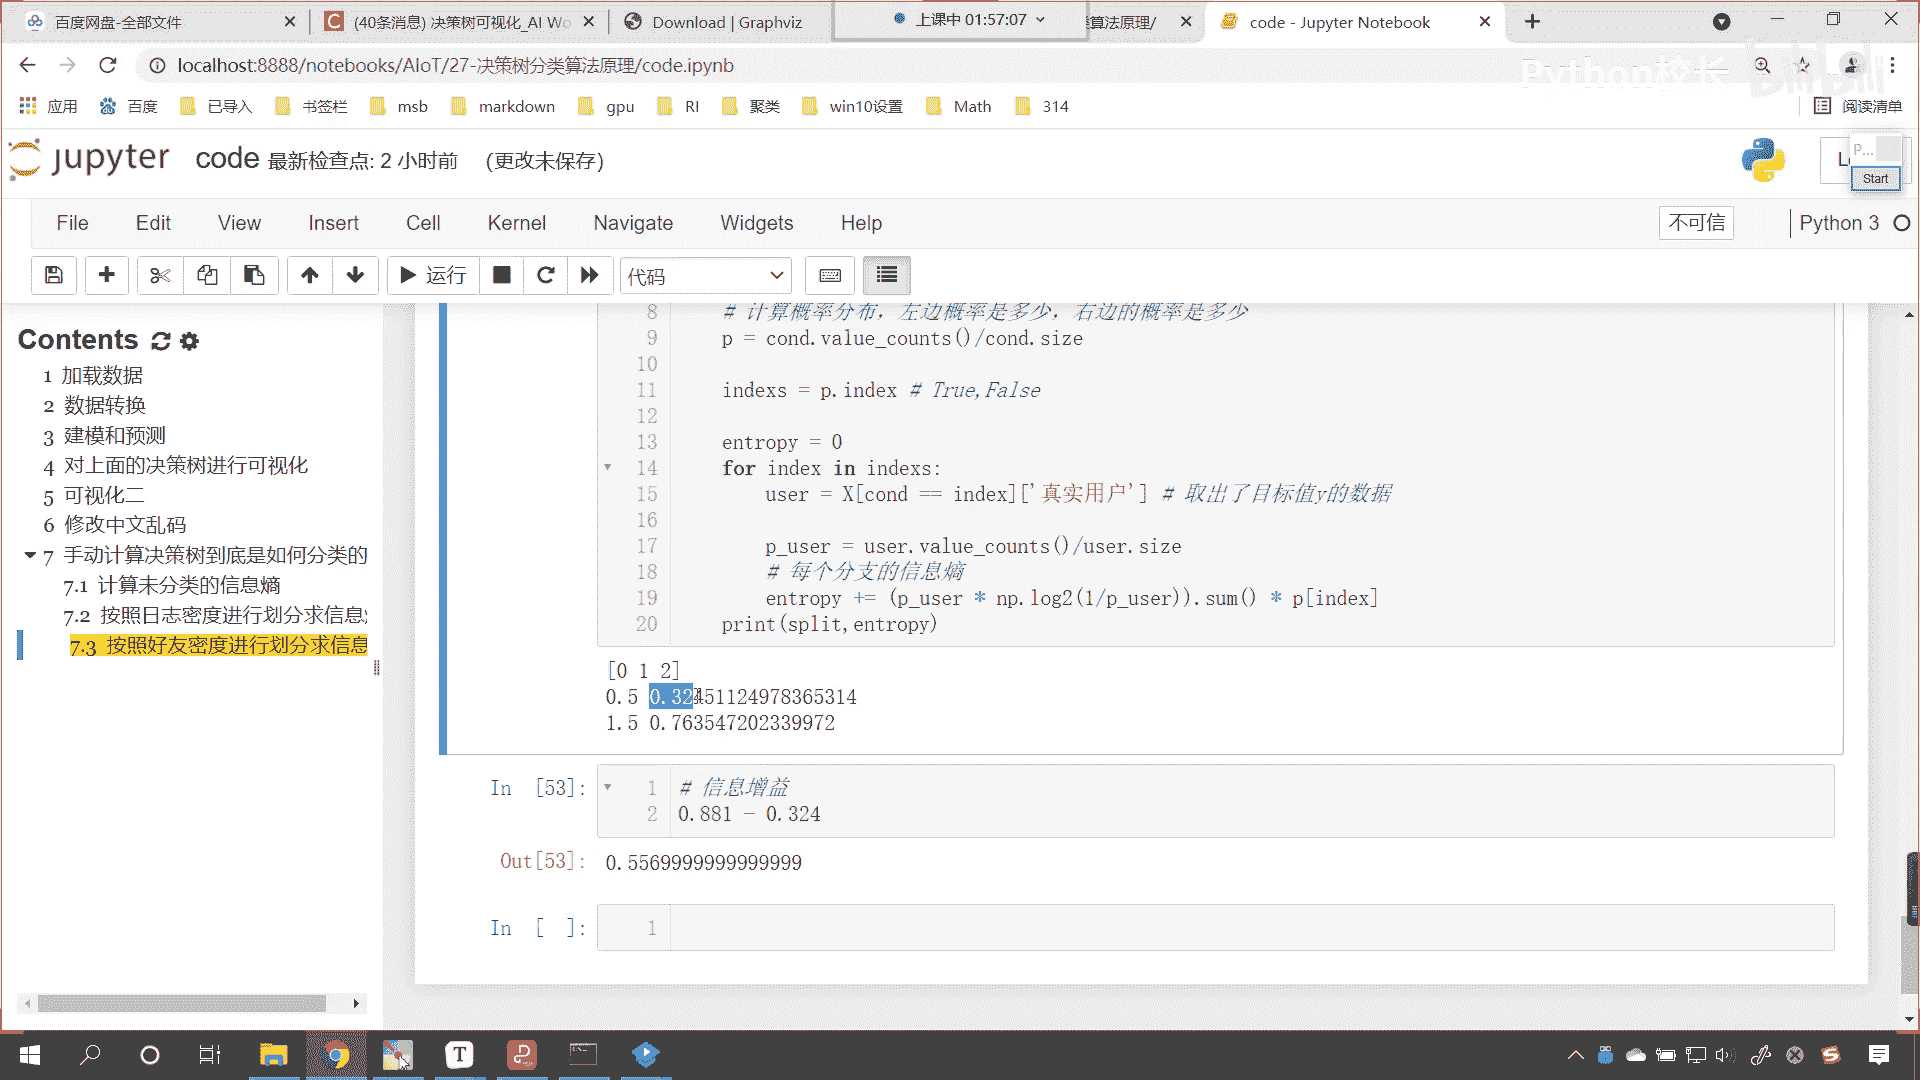 百度网盘-全部文件
(40条消息) 决策树可视化_AI Wo
Download | Graphviz
上课中 01:57:07
算法原理/
code - Jupyter Notebook
localhost:8888/notebooks/AIoT/27-决策树分类算法原理/code.ipynb
Python校长
bilibili
应用
百度
已导入
书签栏
msb
markdown
gpu
RI
聚类
win10设置
Math
314
阅读清单
jupyter
code 最新检查点: 2 小时前 (更改未保存)
P...
Start
File
Edit
View
Insert
Cell
Kernel
Navigate
Widgets
Help
不可信
Python 3
运行
代码
Contents
1 加载数据
2 数据转换
3 建模和预测
4 对上面的决策树进行可视化
5 可视化二
6 修改中文乱码
7 手动计算决策树到底是如何分类的
7.1 计算未分类的信息熵
7.2 按照日志密度进行划分求信息
7.3 按照好友密度进行划分求信息
8 # 计算概率分布，左边概率是多少，右边的概率是多少
9 p = cond.value_counts()/cond.size
10
11 indexs = p.index # True,False
12
13 entropy = 0
14 for index in indexs:
15 user = X[cond == index]['真实用户'] # 取出了目标值y的数据
16
17 p_user = user.value_counts()/user.size
18 # 每个分支的信息熵
19 entropy += (p_user * np.log2(1/p_user)).sum() * p[index]
20 print(split,entropy)
[0 1 2]
0.5 0.32451124978365314
1.5 0.763547202339972
In [53]:
1 # 信息增益
2 0.881 - 0.324
Out[53]: 0.5569999999999999
In [ ]:
1